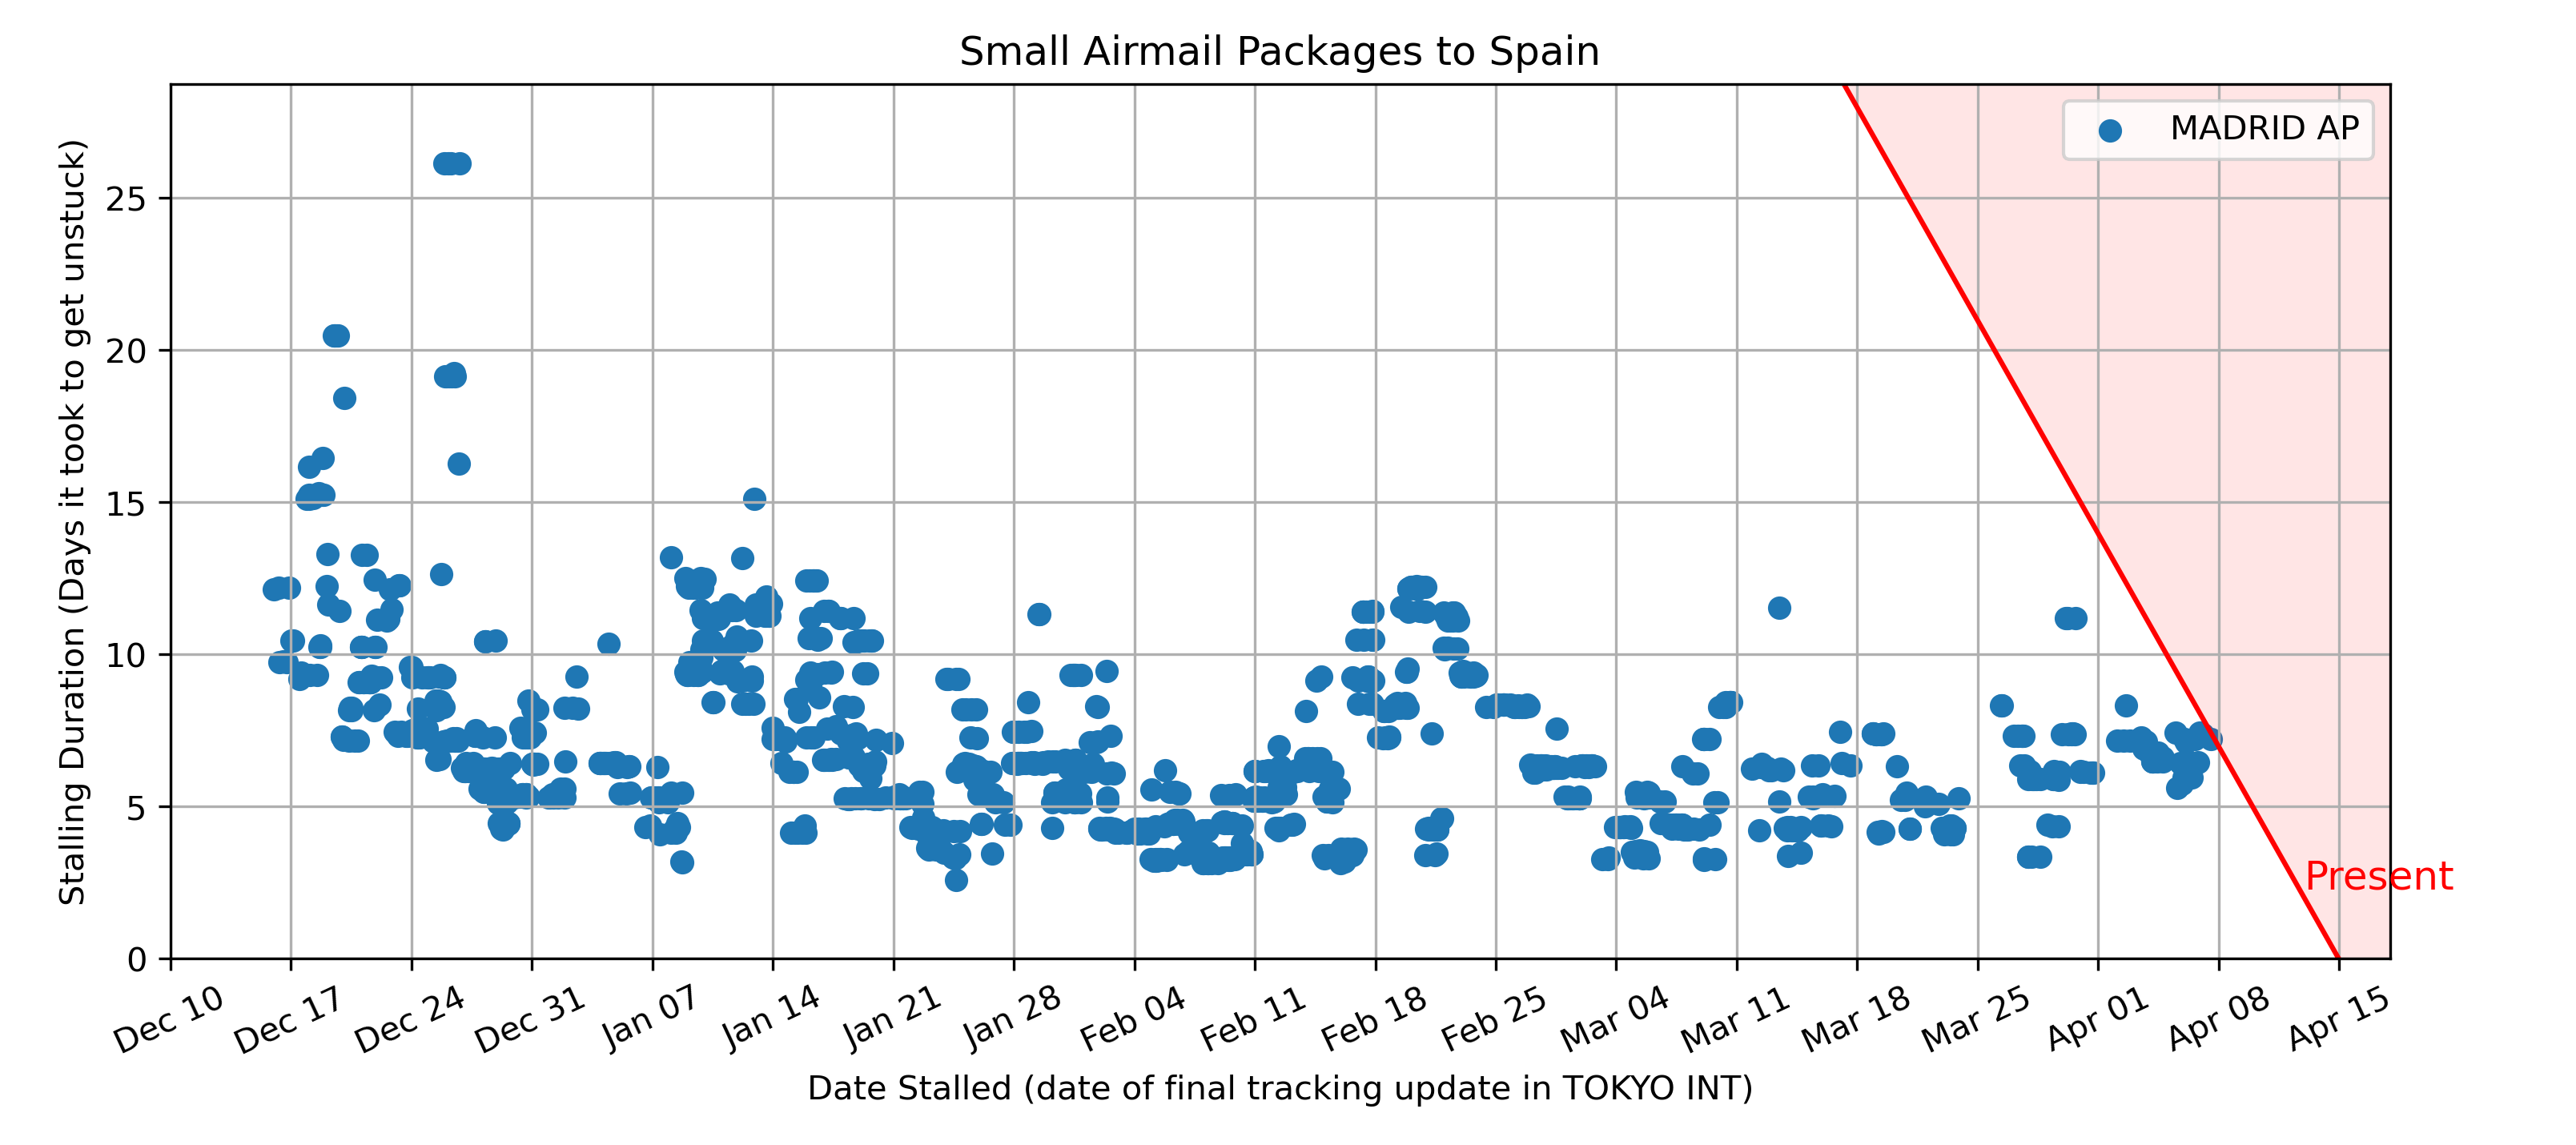 Small Airmail Packages to Spain
MADRID AP
Stalling Duration (Days it took to get unstuck)
25
20
15
10
5
0
Present
Dec 10 Dec 17 Dec 24 Dec 31 Jan 07 Jan 14 Jan 21 Jan 28 Feb 04 Feb 11 Feb 18 Feb 25 Mar 04 Mar 11 Mar 18 Mar 25 Apr 01 Apr 08 Apr 15
Date Stalled (date of final tracking update in TOKYO INT)